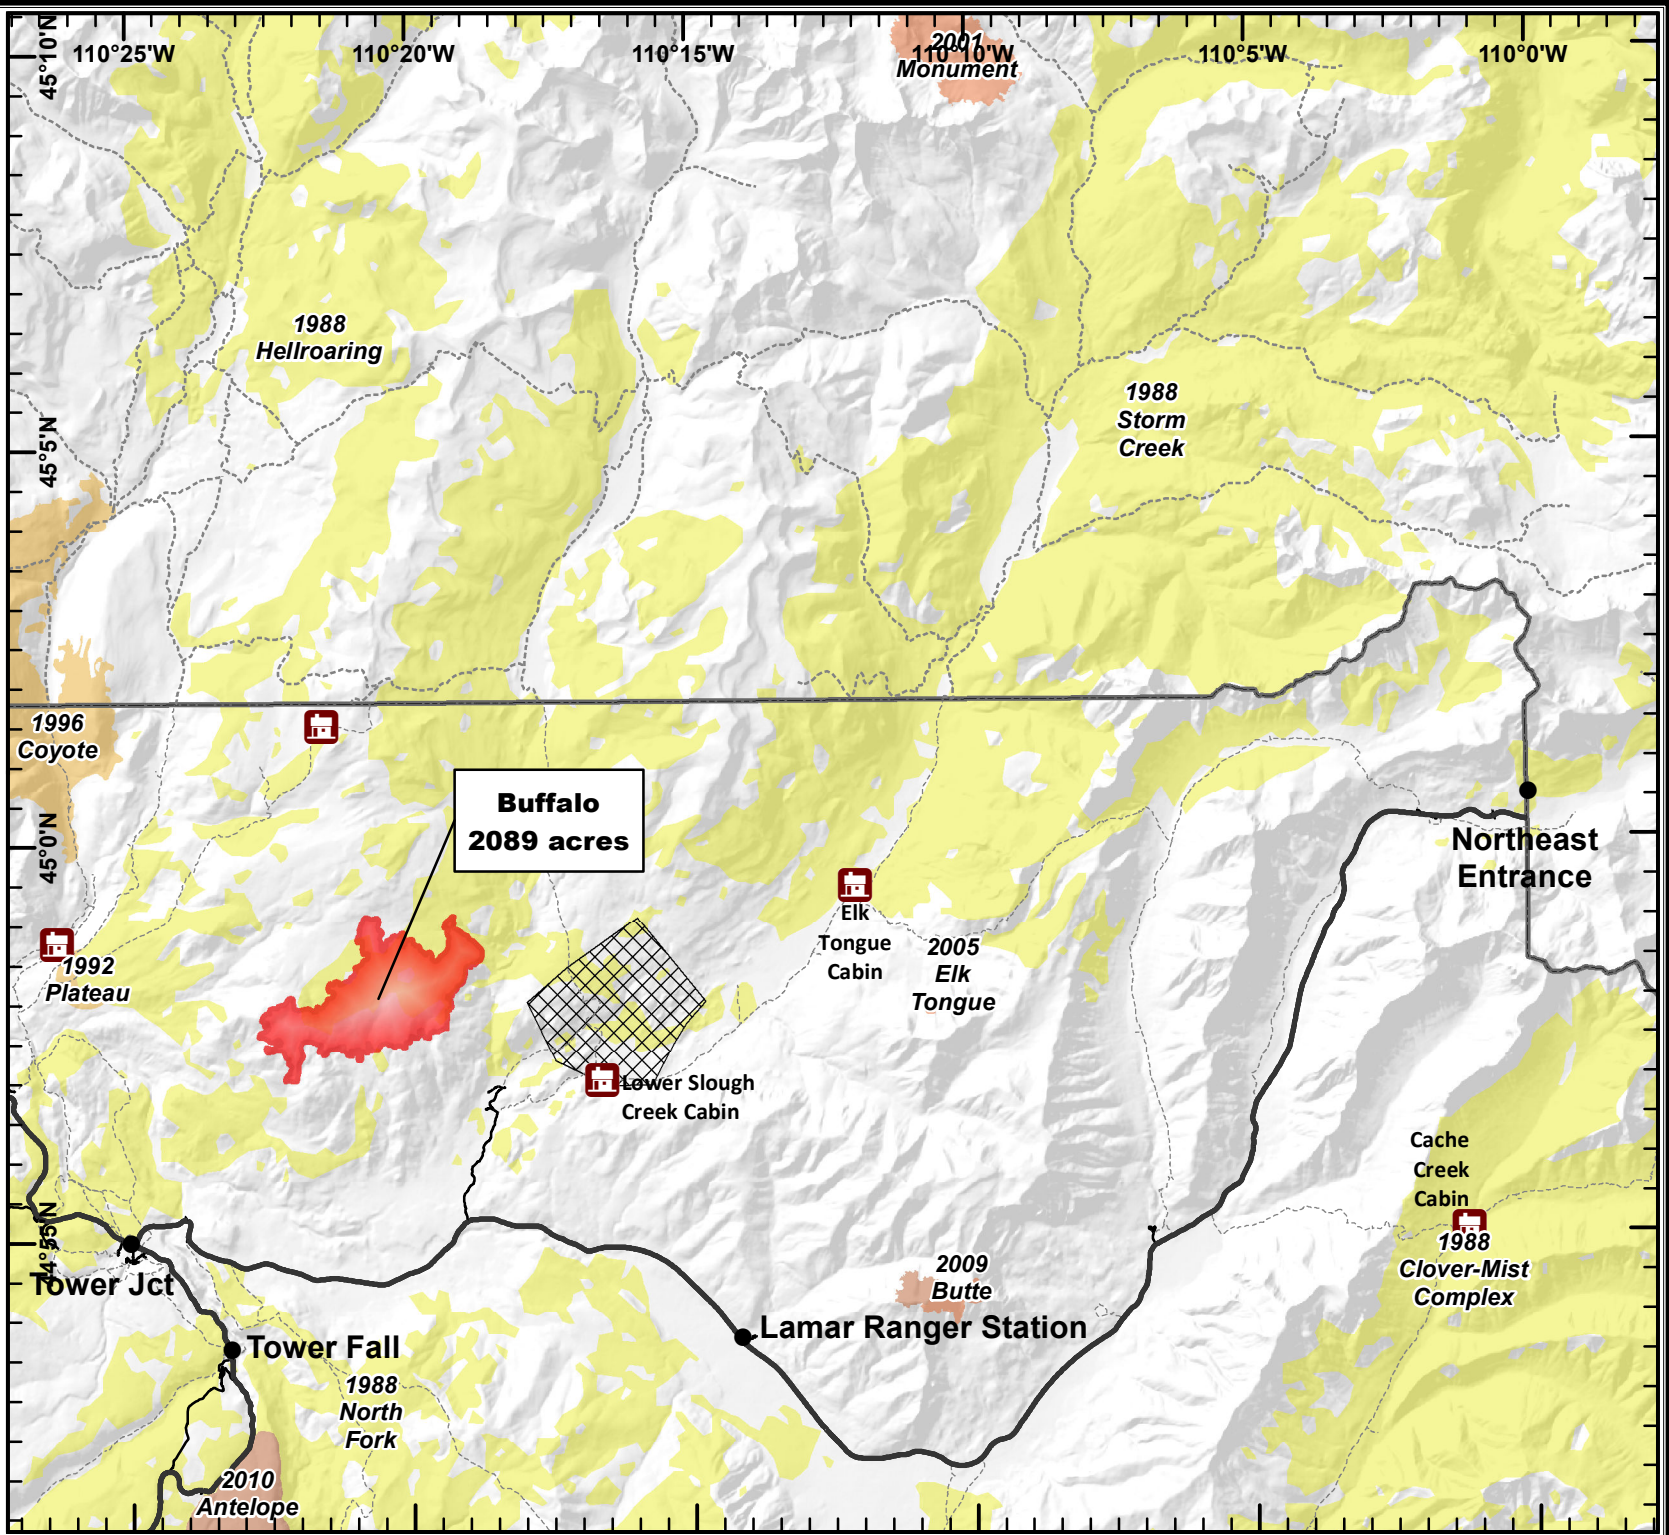 110°25'W
110°20'W
110°15'W
110°10'W
110°5'W
110°0'W
45°10'N
2001
Monument
1988
Hellroaring
1988
Storm
Creek
45°5'N
1996
Coyote
Buffalo
2089 acres
45°0'N
Northeast
Entrance
Elk
Tongue
Cabin
2005
Elk
Tongue
1992
Plateau
Lower Slough
Creek Cabin
Cache
Creek
Cabin
1988
Clover-Mist
Complex
44°55'N
Tower Jct
2009
Butte
Lamar Ranger Station
Tower Fall
1988
North
Fork
2010
Antelope